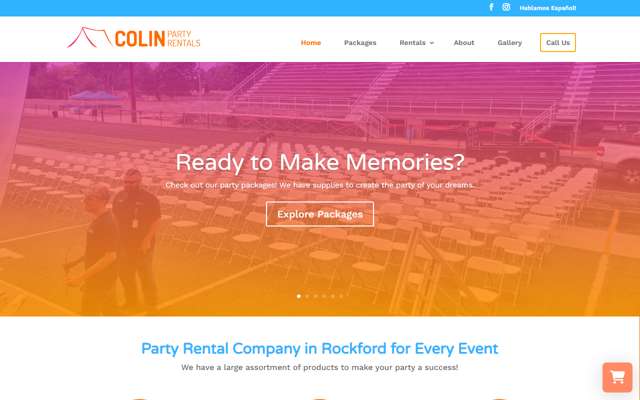 Hablamos Español!
COLIN PARTY RENTALS
Home
Packages
Rentals
About
Gallery
Call Us
Ready to Make Memories?
Check out our party packages! We have supplies to create the party of your dreams.
Explore Packages
Party Rental Company in Rockford for Every Event
We have a large assortment of products to make your party a success!